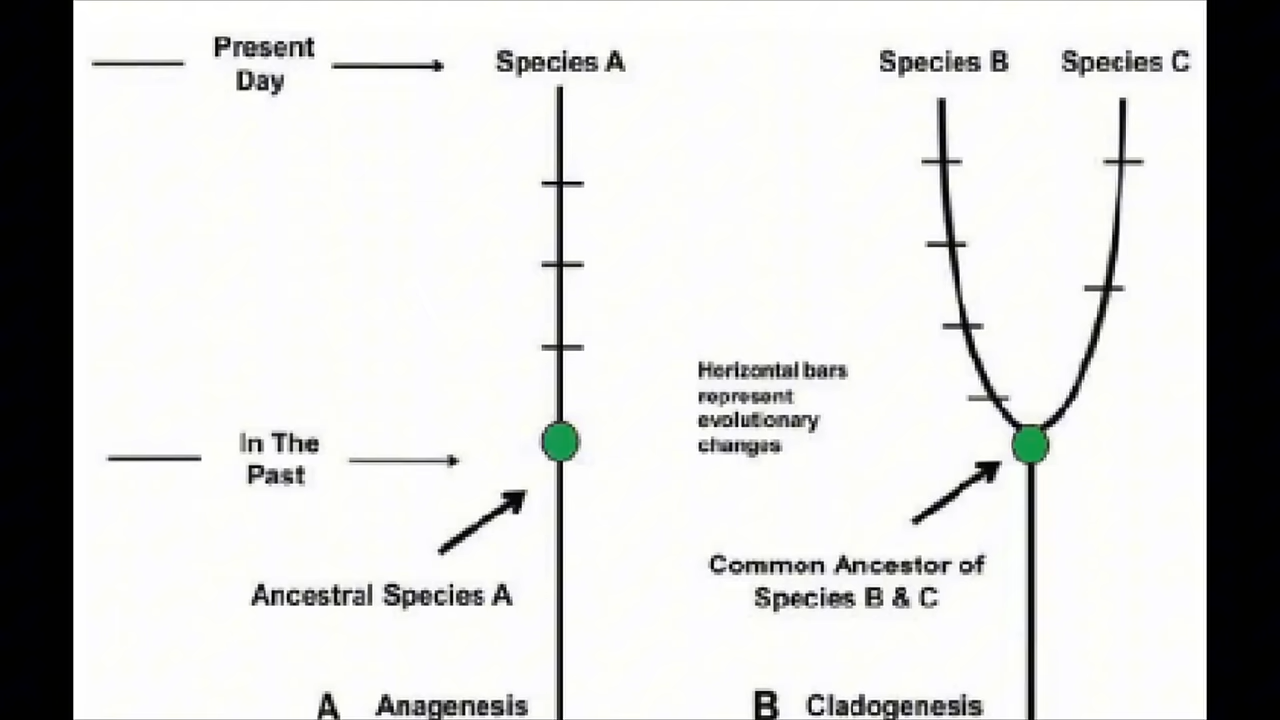 Present
Day
Species A
Species B
Species C
Horizontal bars
represent
evolutionary
changes
In The
Past
Ancestral Species A
Common Ancestor of
Species B & C
A Anagenesis
B Cladogenesis